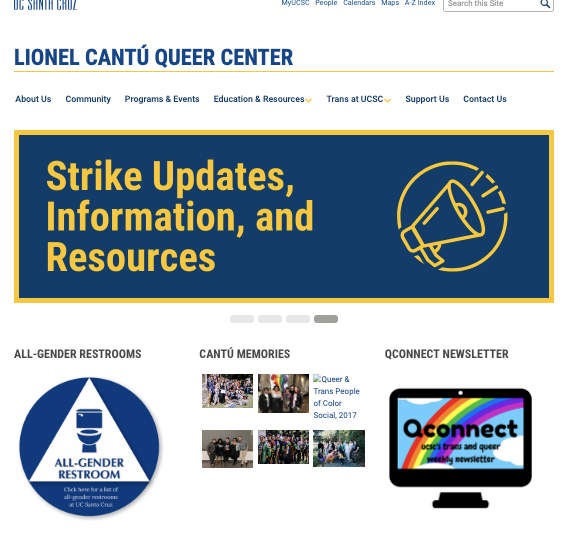 UC SANTA CRUZ
MyUCSC People Calendars Maps A-Z Index Search this Site
LIONEL CANTÚ QUEER CENTER
About Us Community Programs & Events Education & Resources Trans at UCSC Support Us Contact Us
Strike Updates,
Information, and
Resources
ALL-GENDER RESTROOMS
ALL-GENDER
RESTROOM
Click here for a list of
all-gender restrooms
at UC Santa Cruz
CANTÚ MEMORIES
Queer &
Trans People
of Color
Social, 2017
QCONNECT NEWSLETTER
Qconnect
ucsc's trans and queer
weekly newsletter